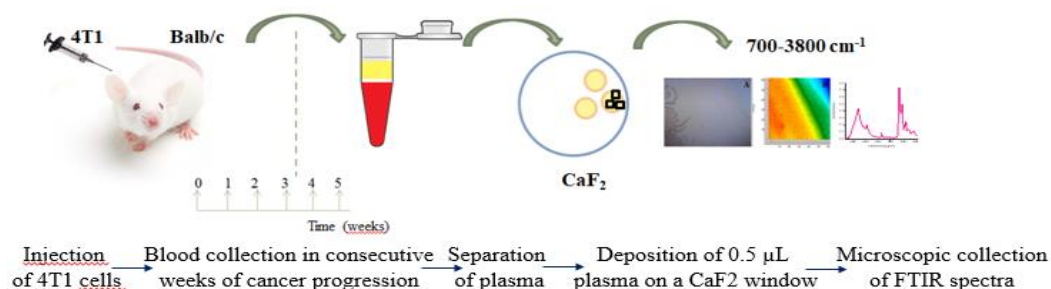 4T1
Balb/c
700-3800 cm⁻¹
A
CaF₂
0 1 2 3 4 5
Time (weeks)
Injection of 4T1 cells
Blood collection in consecutive
weeks of cancer progression
Separation
of plasma
Deposition of 0.5 µL
plasma on a CaF2 window
Microscopic collection
of FTIR spectra